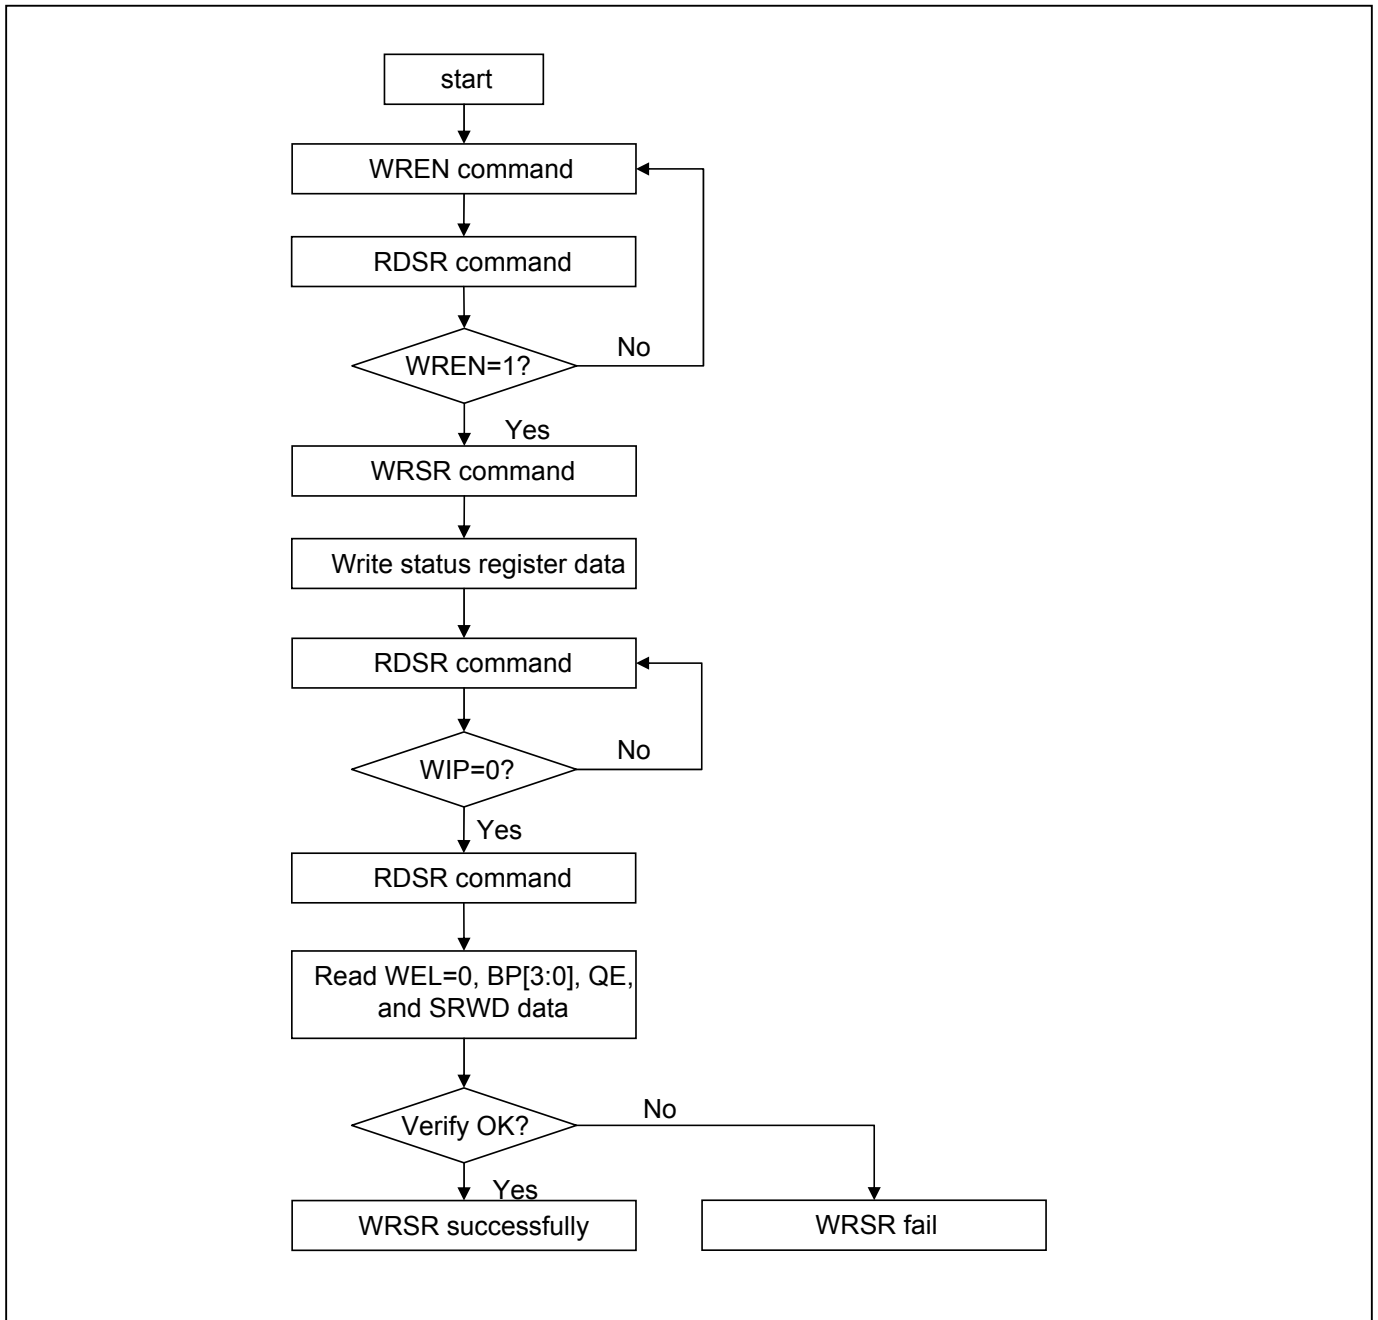 start
WREN command
RDSR command
WREN=1?
No
Yes
WRSR command
Write status register data
RDSR command
WIP=0?
No
Yes
RDSR command
Read WEL=0, BP[3:0], QE,
and SRWD data
Verify OK?
No
Yes
WRSR successfully
WRSR fail